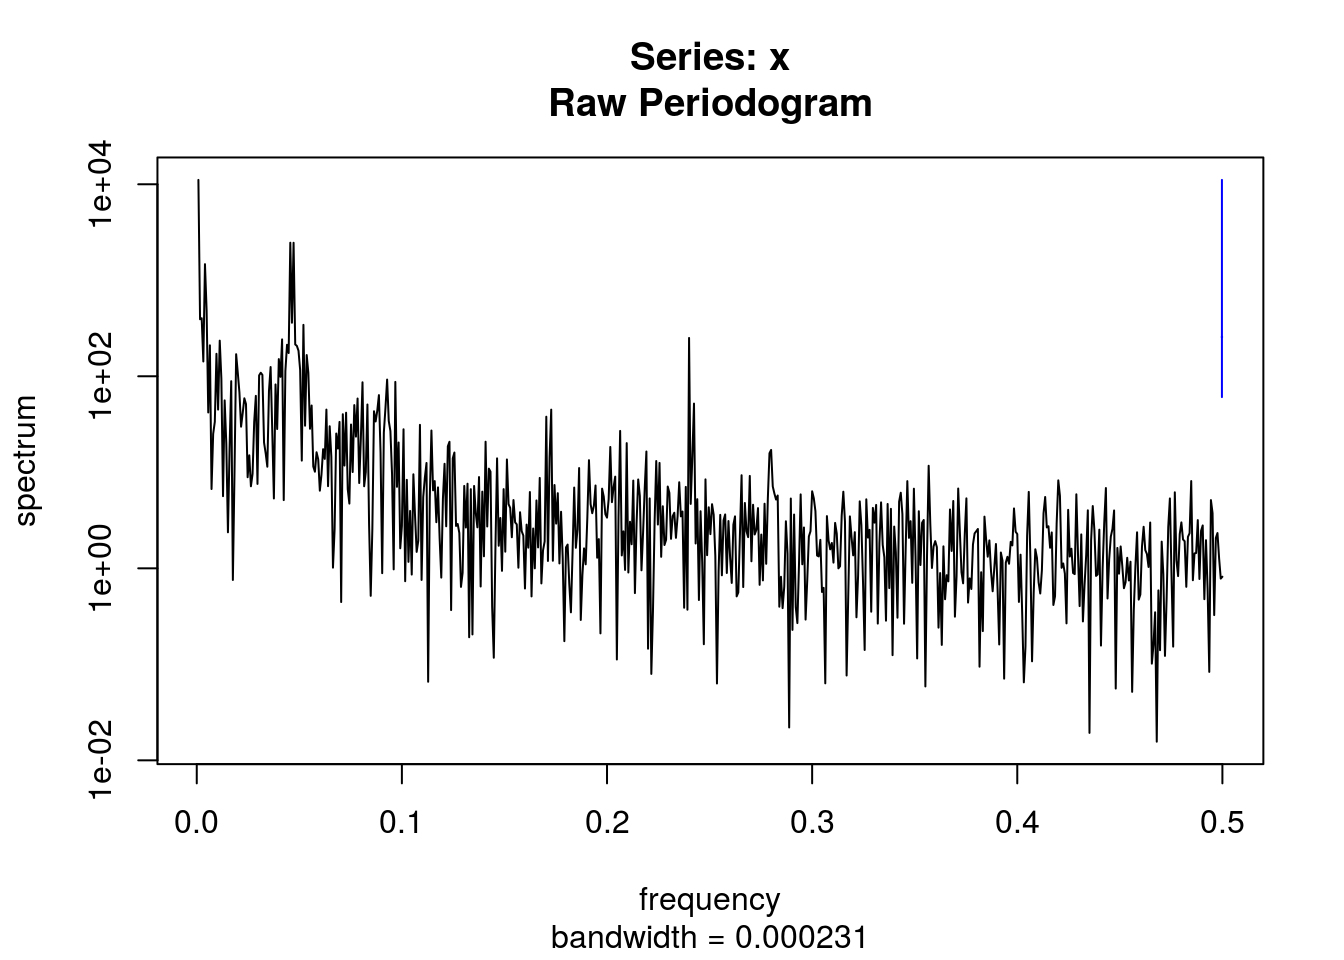 Series: x
Raw Periodogram
spectrum
1e+04
1e+02
1e+00
1e-02
0.0 0.1 0.2 0.3 0.4 0.5
frequency
bandwidth = 0.000231